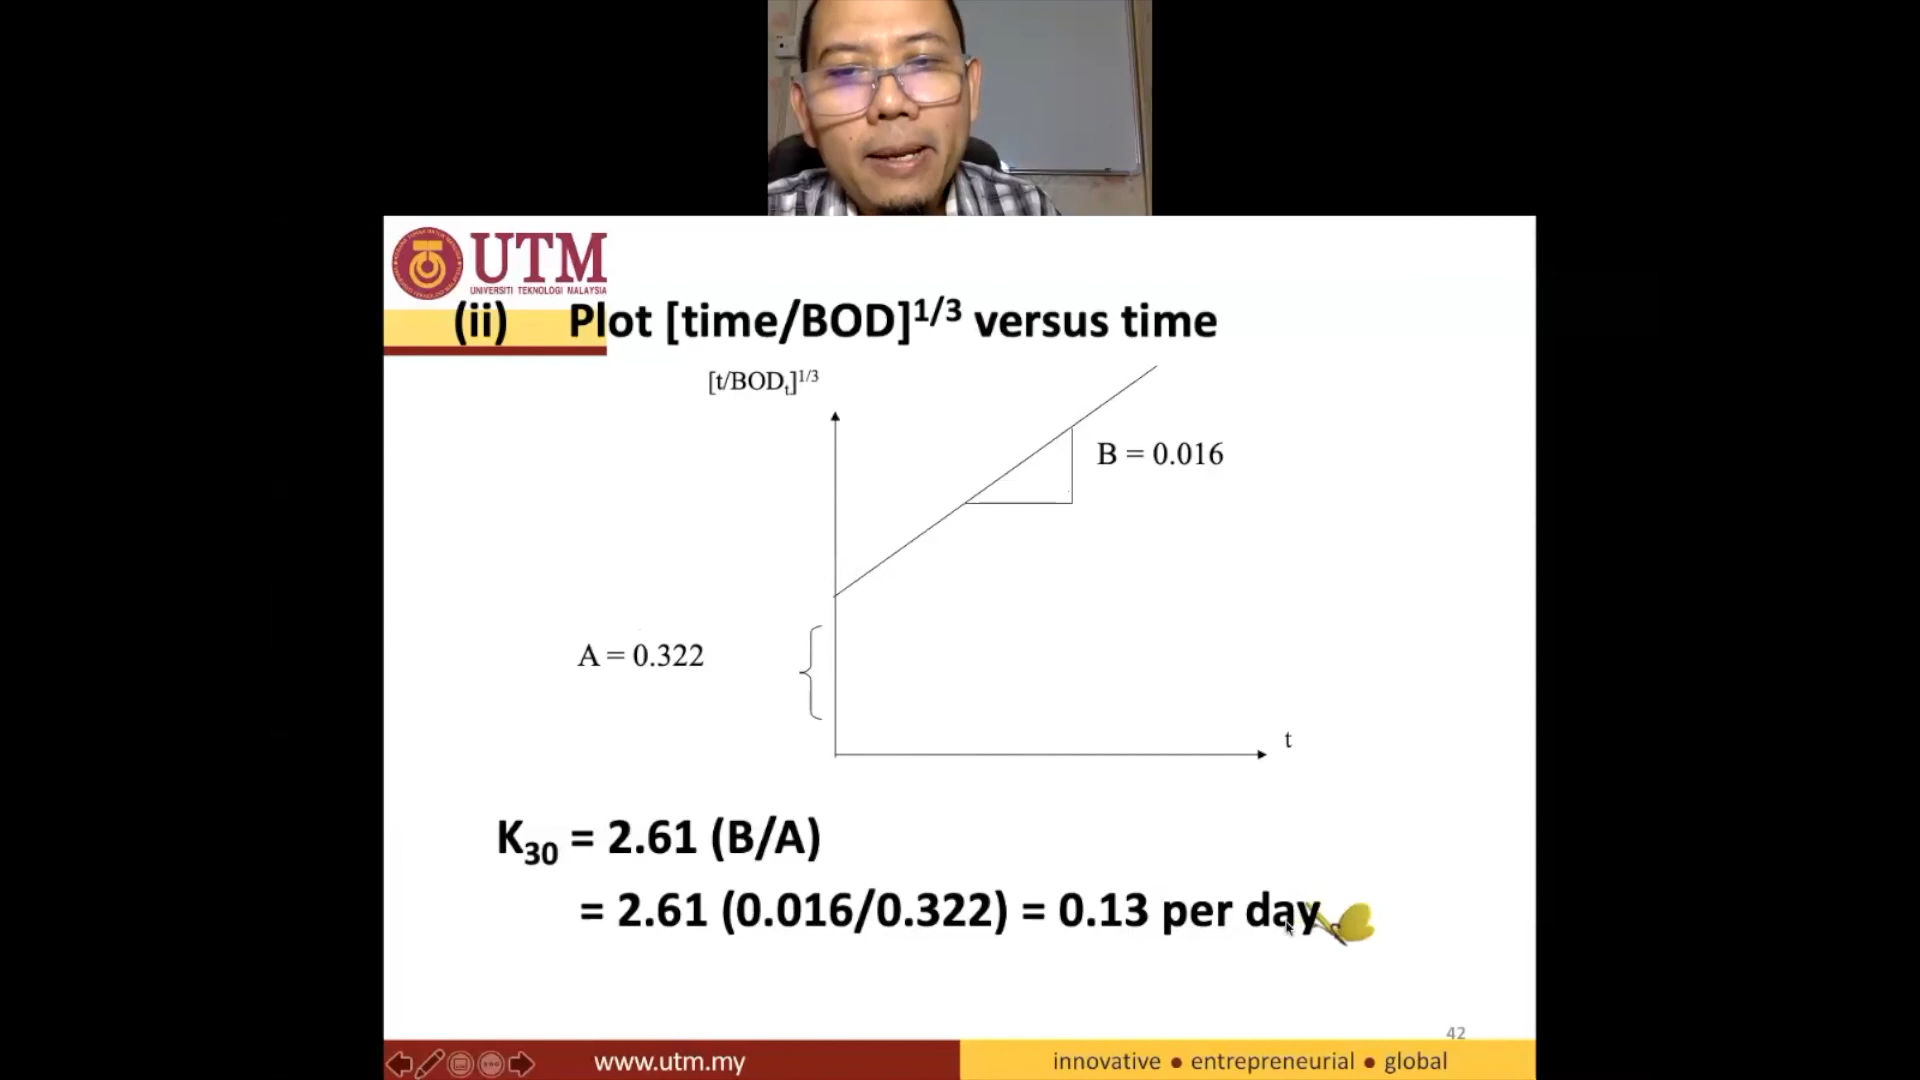 UTM
UNIVERSITI TEKNOLOGI MALAYSIA
(ii) Plot [time/BOD]^1/3 versus time
[t/BODt]^1/3
B = 0.016
A = 0.322
t
K30 = 2.61 (B/A)
= 2.61 (0.016/0.322) = 0.13 per day
42
www.utm.my
innovative ● entrepreneurial ● global